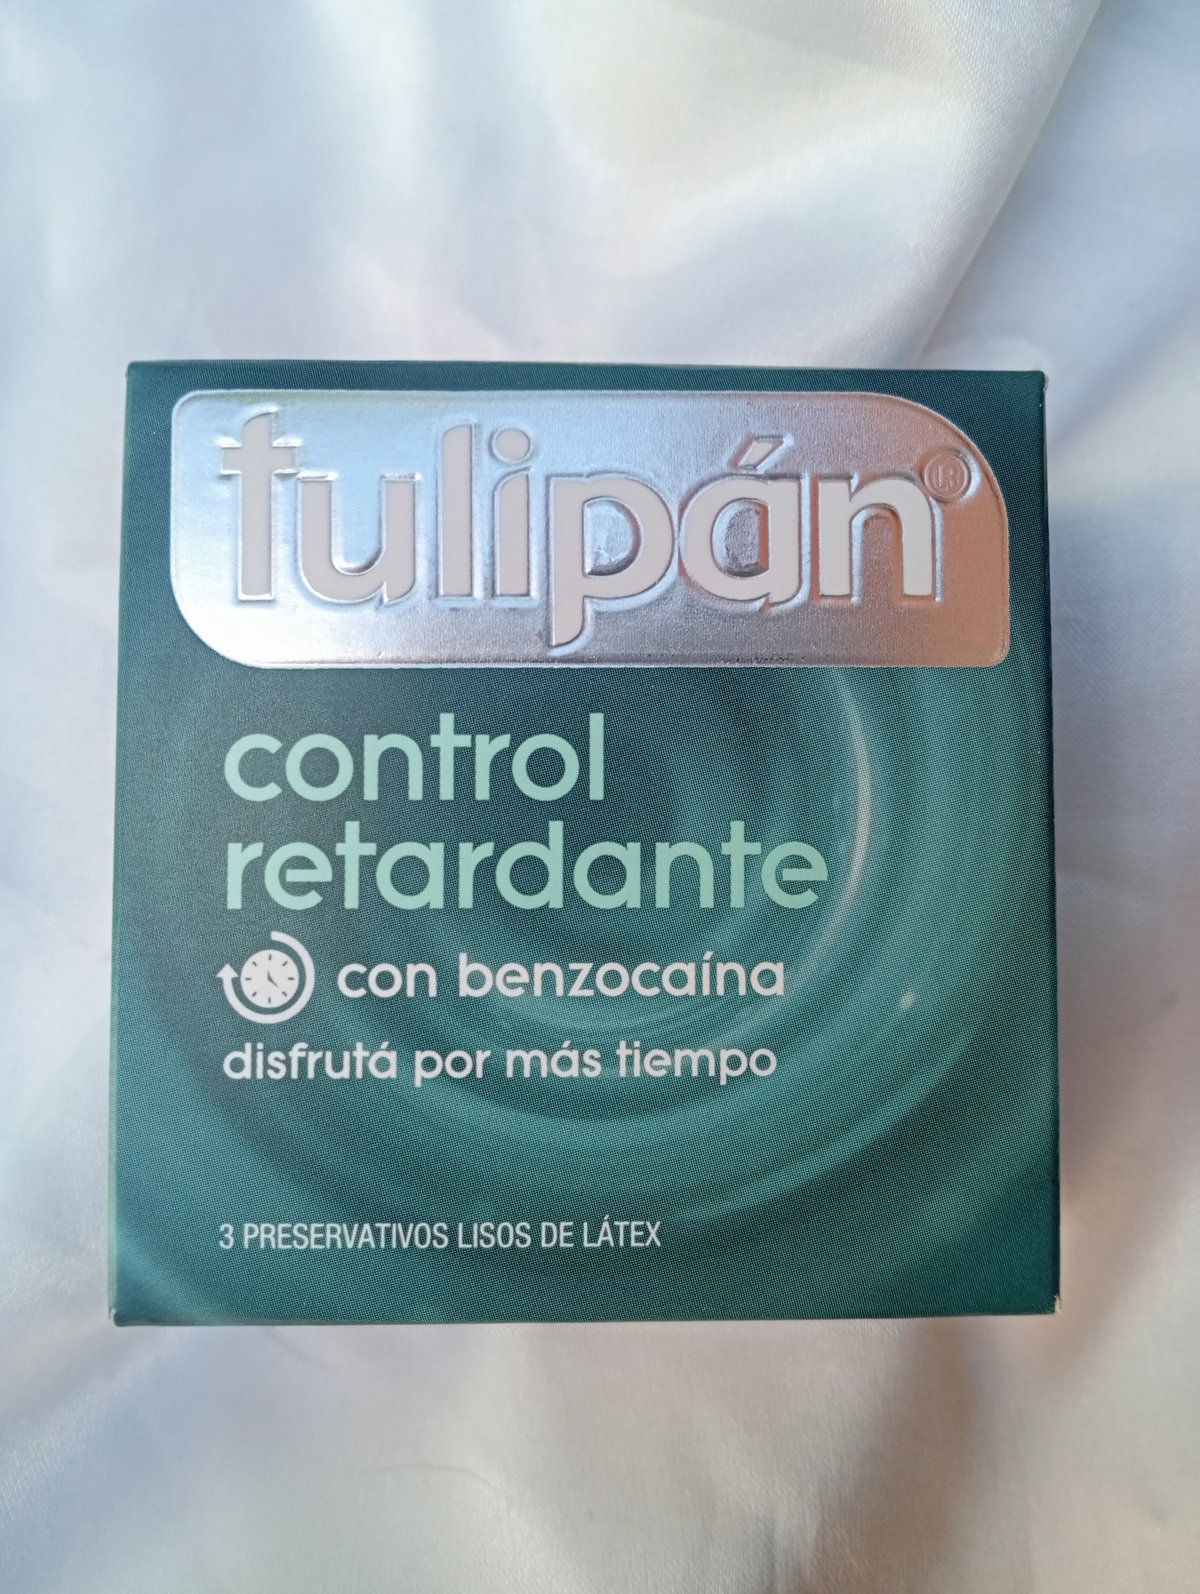 tulipán®
control
retardante
con benzocaína
disfrutá por más tiempo
3 PRESERVATIVOS LISOS DE LÁTEX